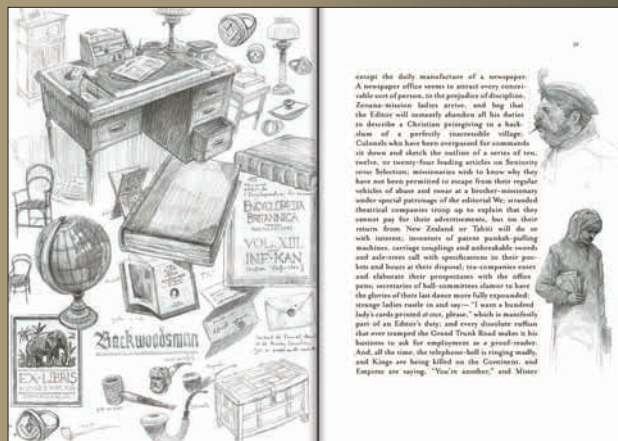 ENCYCLOPÆDIA
BRITANNICA
VOL. XIII.
INF-KAN
Backwoodsman
EX-LIBRIS
except the daily manufacture of a newspaper.
A newspaper office seems to attract every concei-
vable sort of person, to the prejudice of discipline.
Zenana-mission ladies arrive, and beg that
the Editor will instantly abandon all his duties
to describe a Christian prizegiving in a back-
slum of a perfectly inaccessible village;
Colonels who have been overpassed for commands
sit down and sketch the outline of a series of ten,
twelve, or twenty-four leading articles on Seniority
versus Selection; missionaries wish to know why they
have not been permitted to escape from their regular
vehicles of abuse and swear at a brother-missionary
under special patronage of the editorial We; stranded
theatrical companies troop up to explain that they
cannot pay for their advertisements, but on their
return from New Zealand or Tahiti will do so
with interest; inventors of patent punkah-pulling
machines, carriage couplings and unbreakable swords
and axle-trees call with specifications in their poc-
kets and hours at their disposal; tea-companies enter
and elaborate their prospectuses with the office
pens; secretaries of ball-committees clamor to have
the glories of their last dance more fully expounded;
strange ladies rustle in and say—"I want a hundred
lady's cards printed at once, please," which is manifestly
part of an Editor's duty; and every dissolute ruffian
that ever tramped the Grand Trunk Road makes it his
business to ask for employment as a proof-reader.
And, all the time, the telephone-bell is ringing madly,
and Kings are being killed on the Continent, and
Empires are saying, "You're another," and Mister